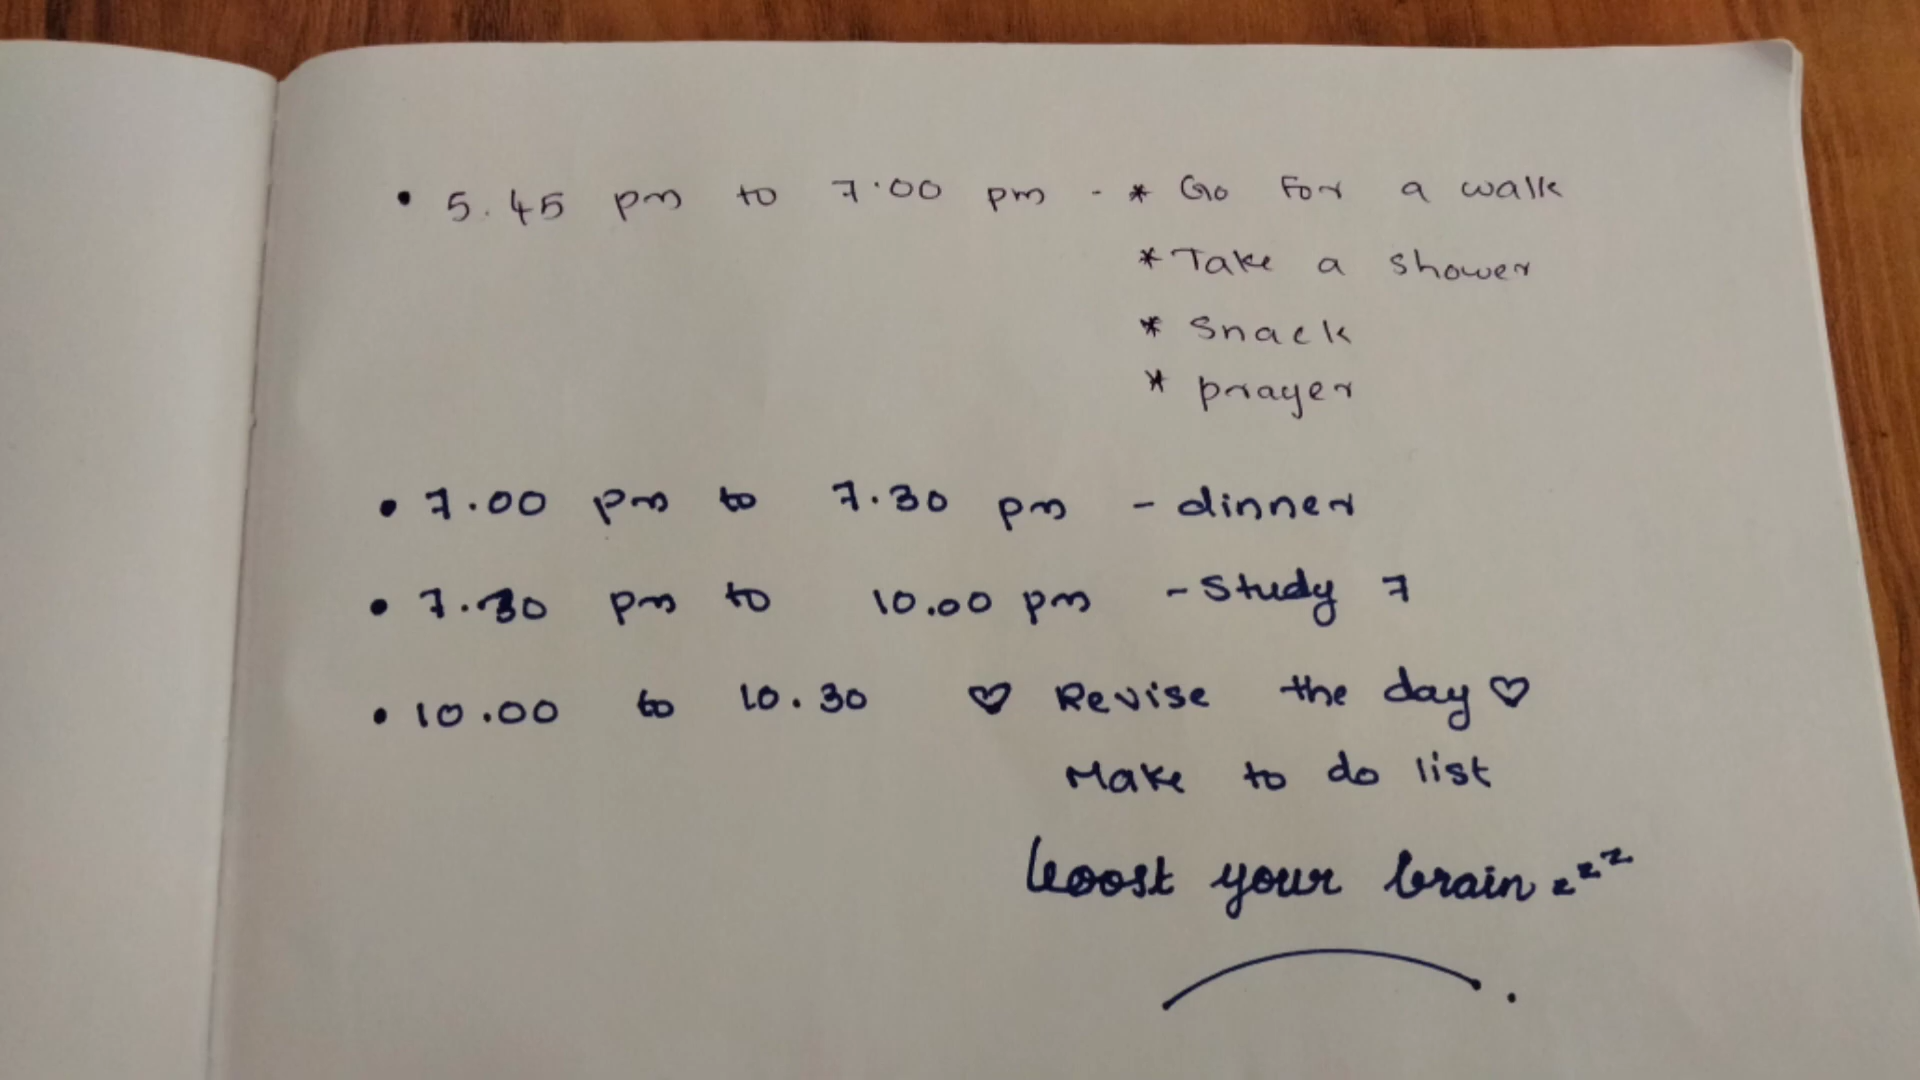 • 5.45 pm to 7.00 pm - * Go For a walk
* Take a shower
* Snack
* prayer
• 7.00 pm to 7.30 pm - dinner
• 7.30 pm to 10.00 pm - Study 7
• 10.00 to 10.30 ♡ Revise the day ♡
Make to do list
boost your brain zzz